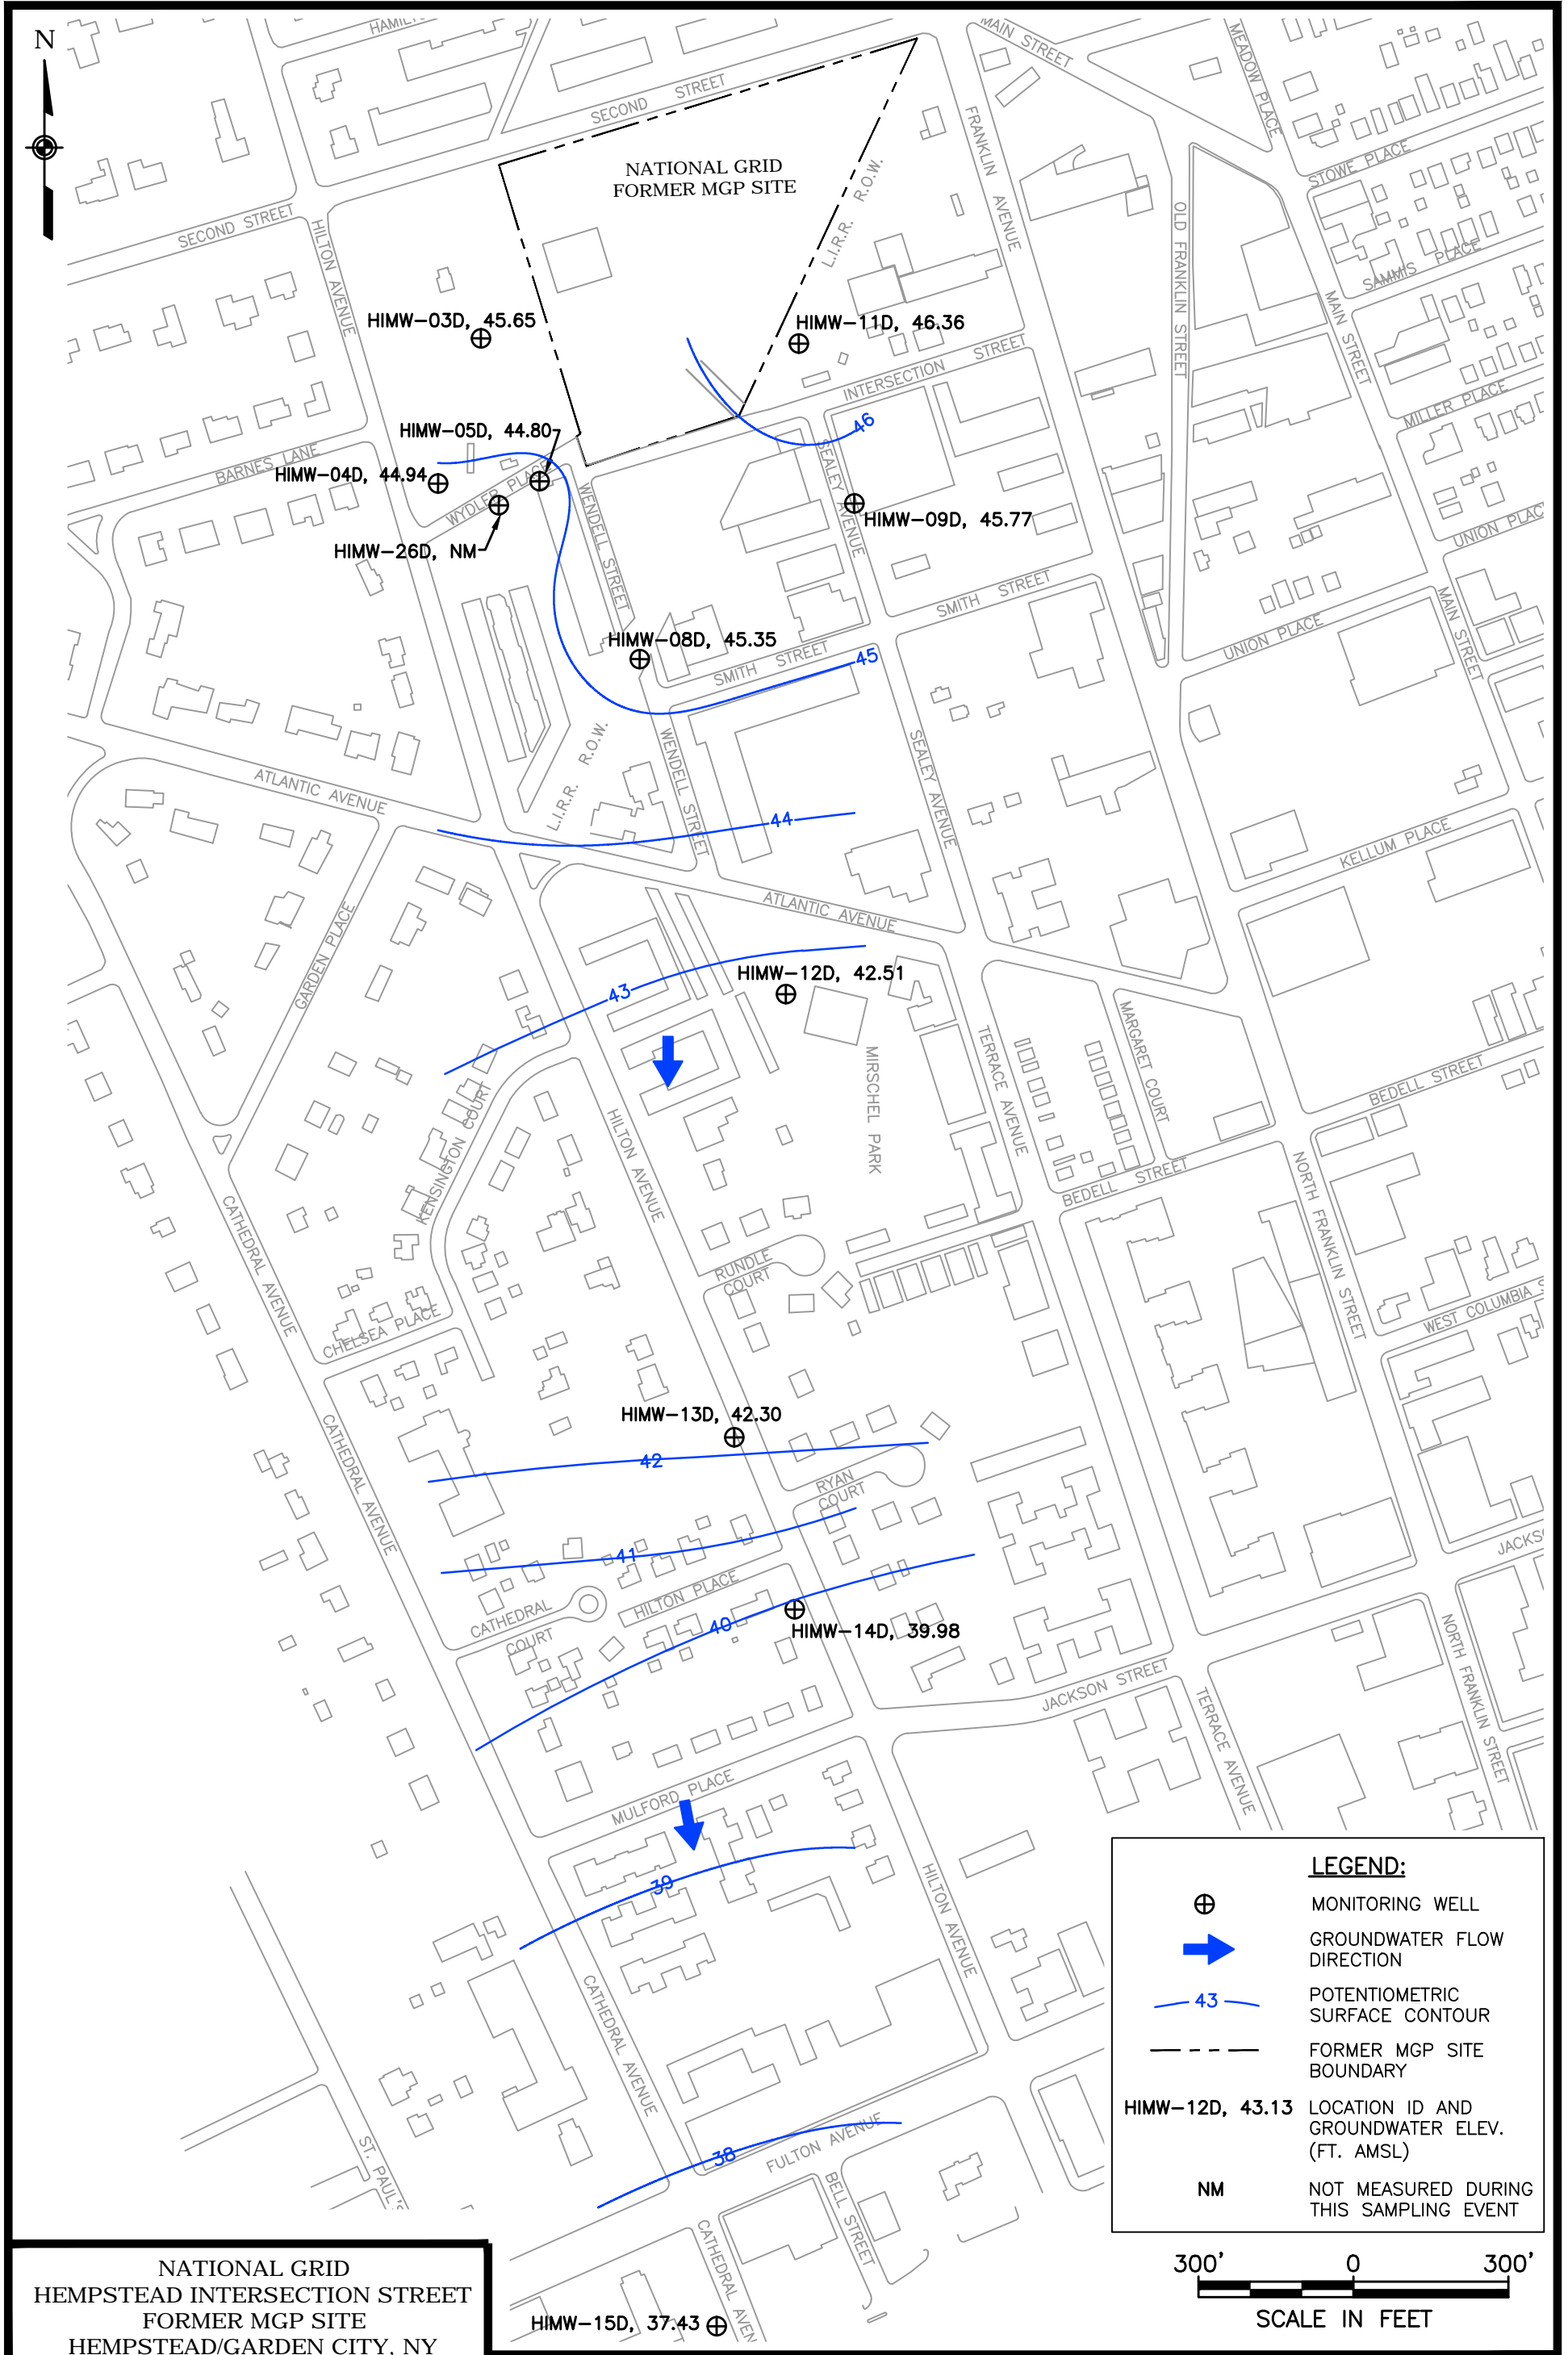 N
HAMILT
MAIN STREET
MEADOW PLACE
SECOND STREET
NATIONAL GRID
FORMER MGP SITE
FRANKLIN AVENUE
L.I.R.R. R.O.W.
STOWE PLACE
SECOND STREET
HILTON AVENUE
OLD FRANKLIN STREET
SAMMIS PLACE
MAIN STREET
HIMW-03D, 45.65
HIMW-11D, 46.36
INTERSECTION STREET
MILLER PLACE
46
HIMW-05D, 44.80
BARNES LANE
HIMW-04D, 44.94
WYDLER PLACE
WENDELL STREET
SEALEY AVENUE
HIMW-09D, 45.77
UNION PLAC
HIMW-26D, NM
SMITH STREET
MAIN STREET
HIMW-08D, 45.35
UNION PLACE
SMITH STREET
45
L.I.R.R. R.O.W.
WENDELL STREET
SEALEY AVENUE
ATLANTIC AVENUE
44
KELLUM PLACE
ATLANTIC AVENUE
GARDEN PLACE
43
HIMW-12D, 42.51
MARGARET COURT
MIRSCHEL PARK
TERRACE AVENUE
BEDELL STREET
KENSINGTON COURT
HILTON AVENUE
BEDELL STREET
NORTH FRANKLIN STREET
CATHEDRAL AVENUE
RUNDLE
COURT
WEST COLUMBIA S
CHELSEA PLACE
HIMW-13D, 42.30
CATHEDRAL AVENUE
42
RYAN
COURT
41
JACKS
HILTON PLACE
CATHEDRAL
COURT
40
HIMW-14D, 39.98
NORTH FRANKLIN STREET
JACKSON STREET
TERRACE AVENUE
MULFORD PLACE
39
HILTON AVENUE
CATHEDRAL AVENUE
38
FULTON AVENUE
ST. PAUL'S
BELL STREET
CATHEDRAL AVEN
HIMW-15D, 37.43
LEGEND:
MONITORING WELL
GROUNDWATER FLOW
DIRECTION
43
POTENTIOMETRIC
SURFACE CONTOUR
FORMER MGP SITE
BOUNDARY
HIMW-12D, 43.13
LOCATION ID AND
GROUNDWATER ELEV.
(FT. AMSL)
NM
NOT MEASURED DURING
THIS SAMPLING EVENT
300' 0 300'
SCALE IN FEET
NATIONAL GRID
HEMPSTEAD INTERSECTION STREET
FORMER MGP SITE
HEMPSTEAD/GARDEN CITY, NY